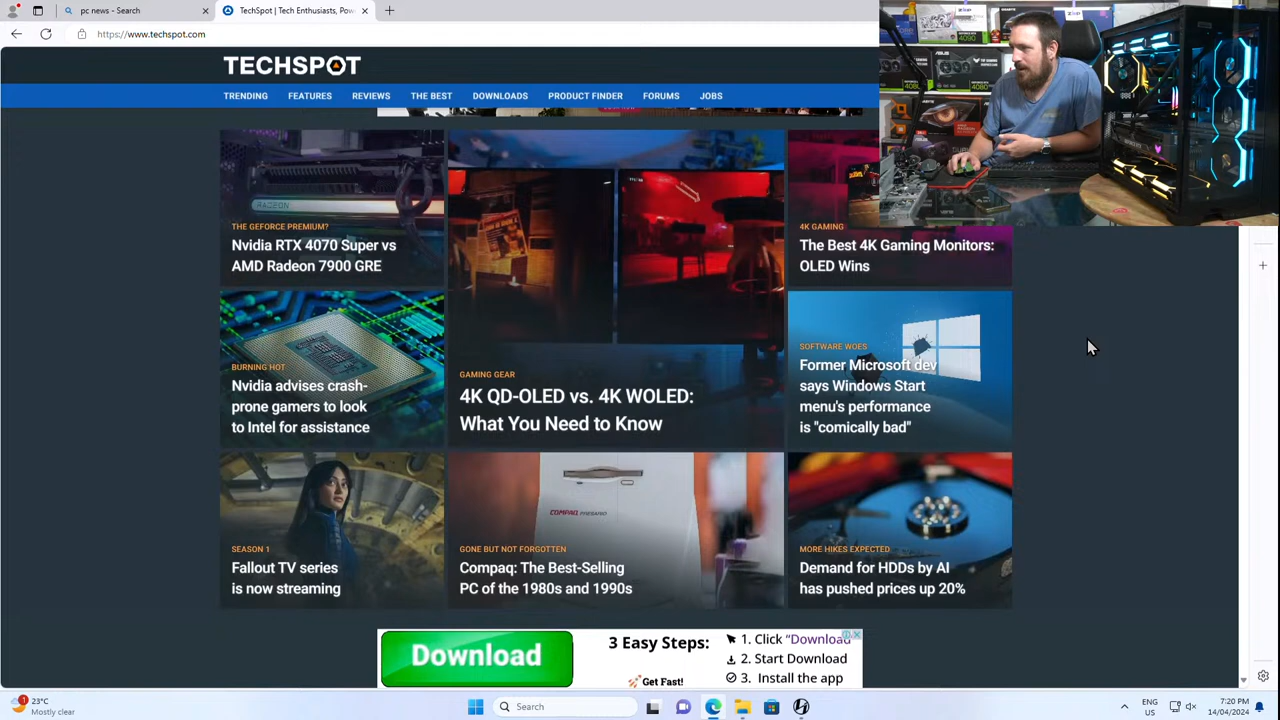 pc news - Search
TechSpot | Tech Enthusiasts, Pow
https://www.techspot.com
TECHSPOT
FEATURES
REVIEWS
THE BEST
DOWNLOADS
PRODUCT FINDER
FORUMS
THE GEFORCE PREMIUM?
Nvidia RTX 4070 Super vs
AMD Radeon 7900 GRE
RADEON
4K GAMING
The Best 4K Gaming Monitors:
OLED Wins
BURNING HOT
Nvidia advises crash-
prone gamers to look
to Intel for assistance
GAMING GEAR
4K QD-OLED vs. 4K WOLED:
What You Need to Know
SOFTWARE WOES
Former Microsoft dev
says Windows Start
menu's performance
is "comically bad"
SEASON 1
Fallout TV series
is now streaming
COMPAQ PRESARIO
GONE BUT NOT FORGOTTEN
Compaq: The Best-Selling
PC of the 1980s and 1990s
MORE HIKES EXPECTED
Demand for HDDs by AI
has pushed prices up 20%
Download
3 Easy Steps:
Get Fast!
1. Click "Download"
2. Start Download
3. Install the app
23°C
Mostly clear
1
Search
ENG
US
7:20 PM
14/04/2024